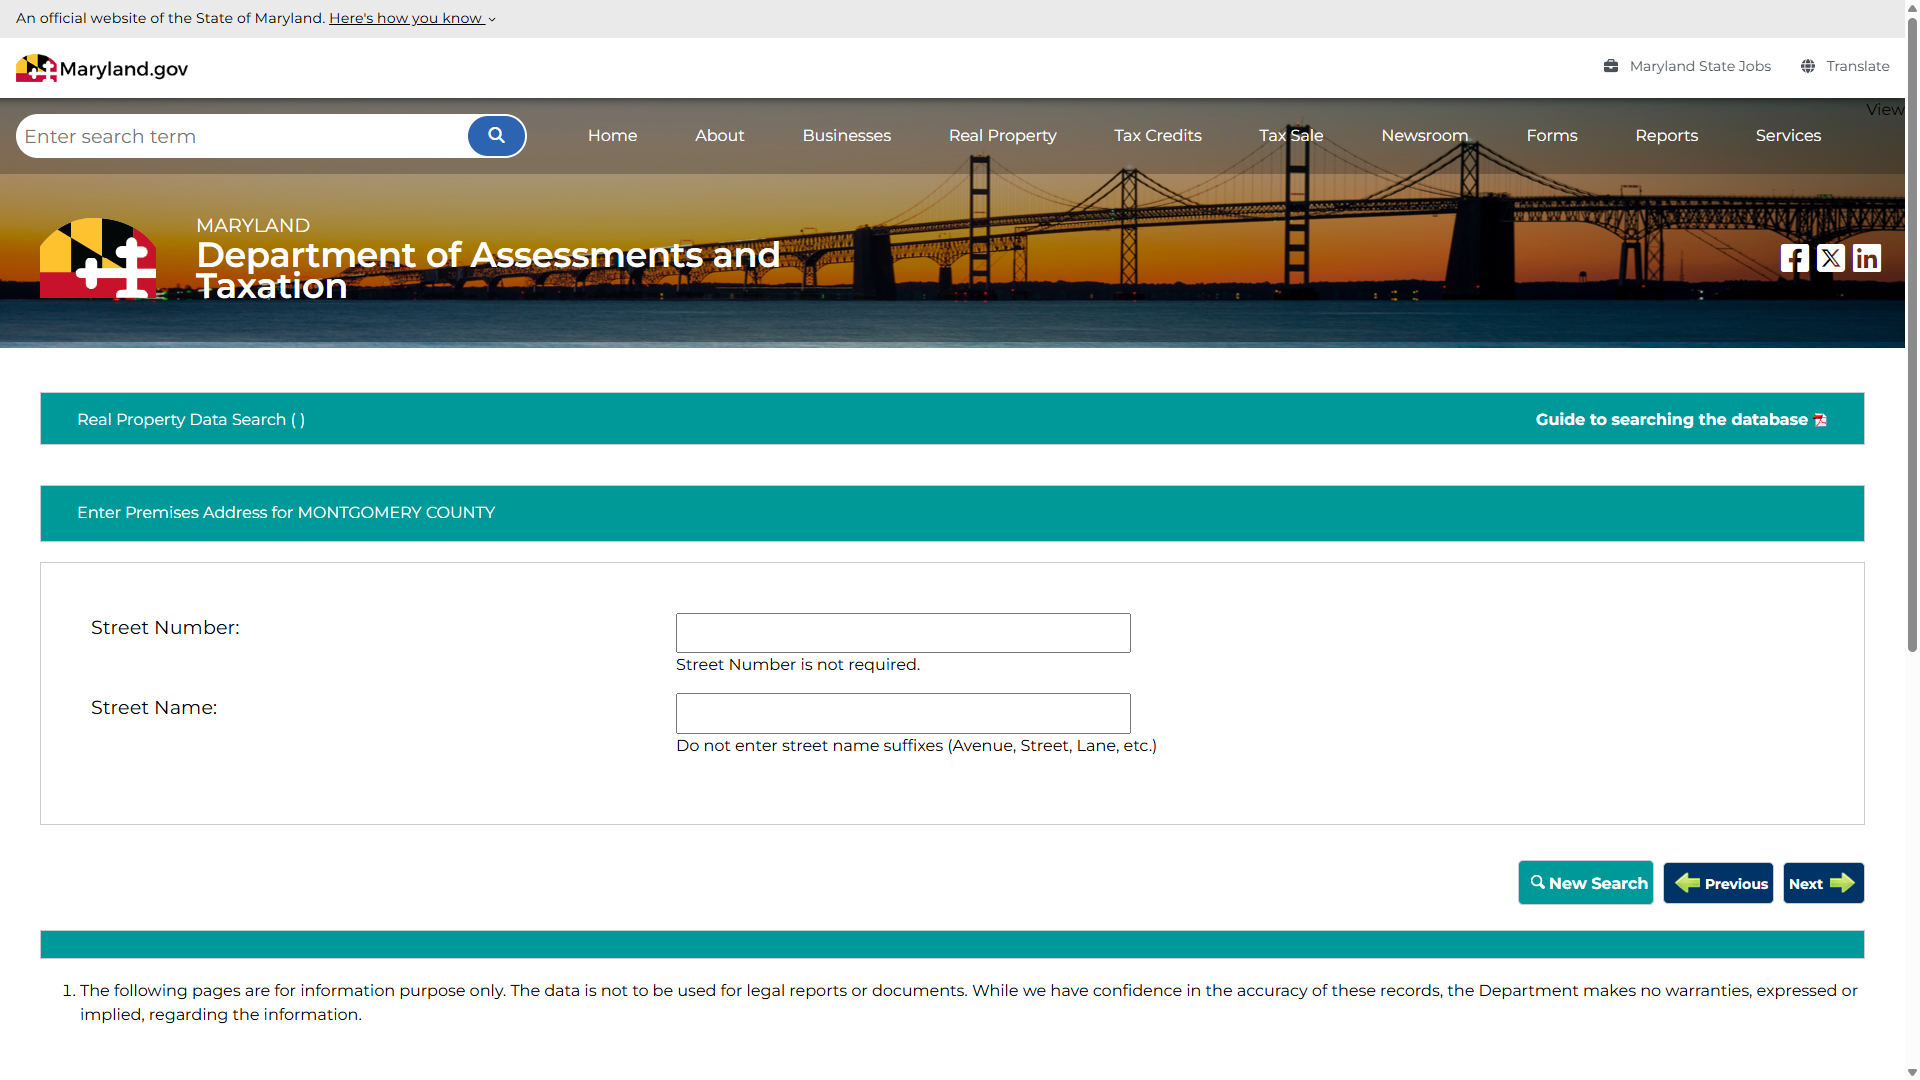 An official website of the State of Maryland. Here's how you know
Maryland.gov
Maryland State Jobs
Translate
View
Enter search term
Home
About
Businesses
Real Property
Tax Credits
Tax Sale
Newsroom
Forms
Reports
Services
MARYLAND
Department of Assessments and
Taxation
Real Property Data Search ( )
Guide to searching the database
Enter Premises Address for MONTGOMERY COUNTY
Street Number:
Street Number is not required.
Street Name:
Do not enter street name suffixes (Avenue, Street, Lane, etc.)
New Search
Previous
Next
1. The following pages are for information purpose only. The data is not to be used for legal reports or documents. While we have confidence in the accuracy of these records, the Department makes no warranties, expressed or
implied, regarding the information.